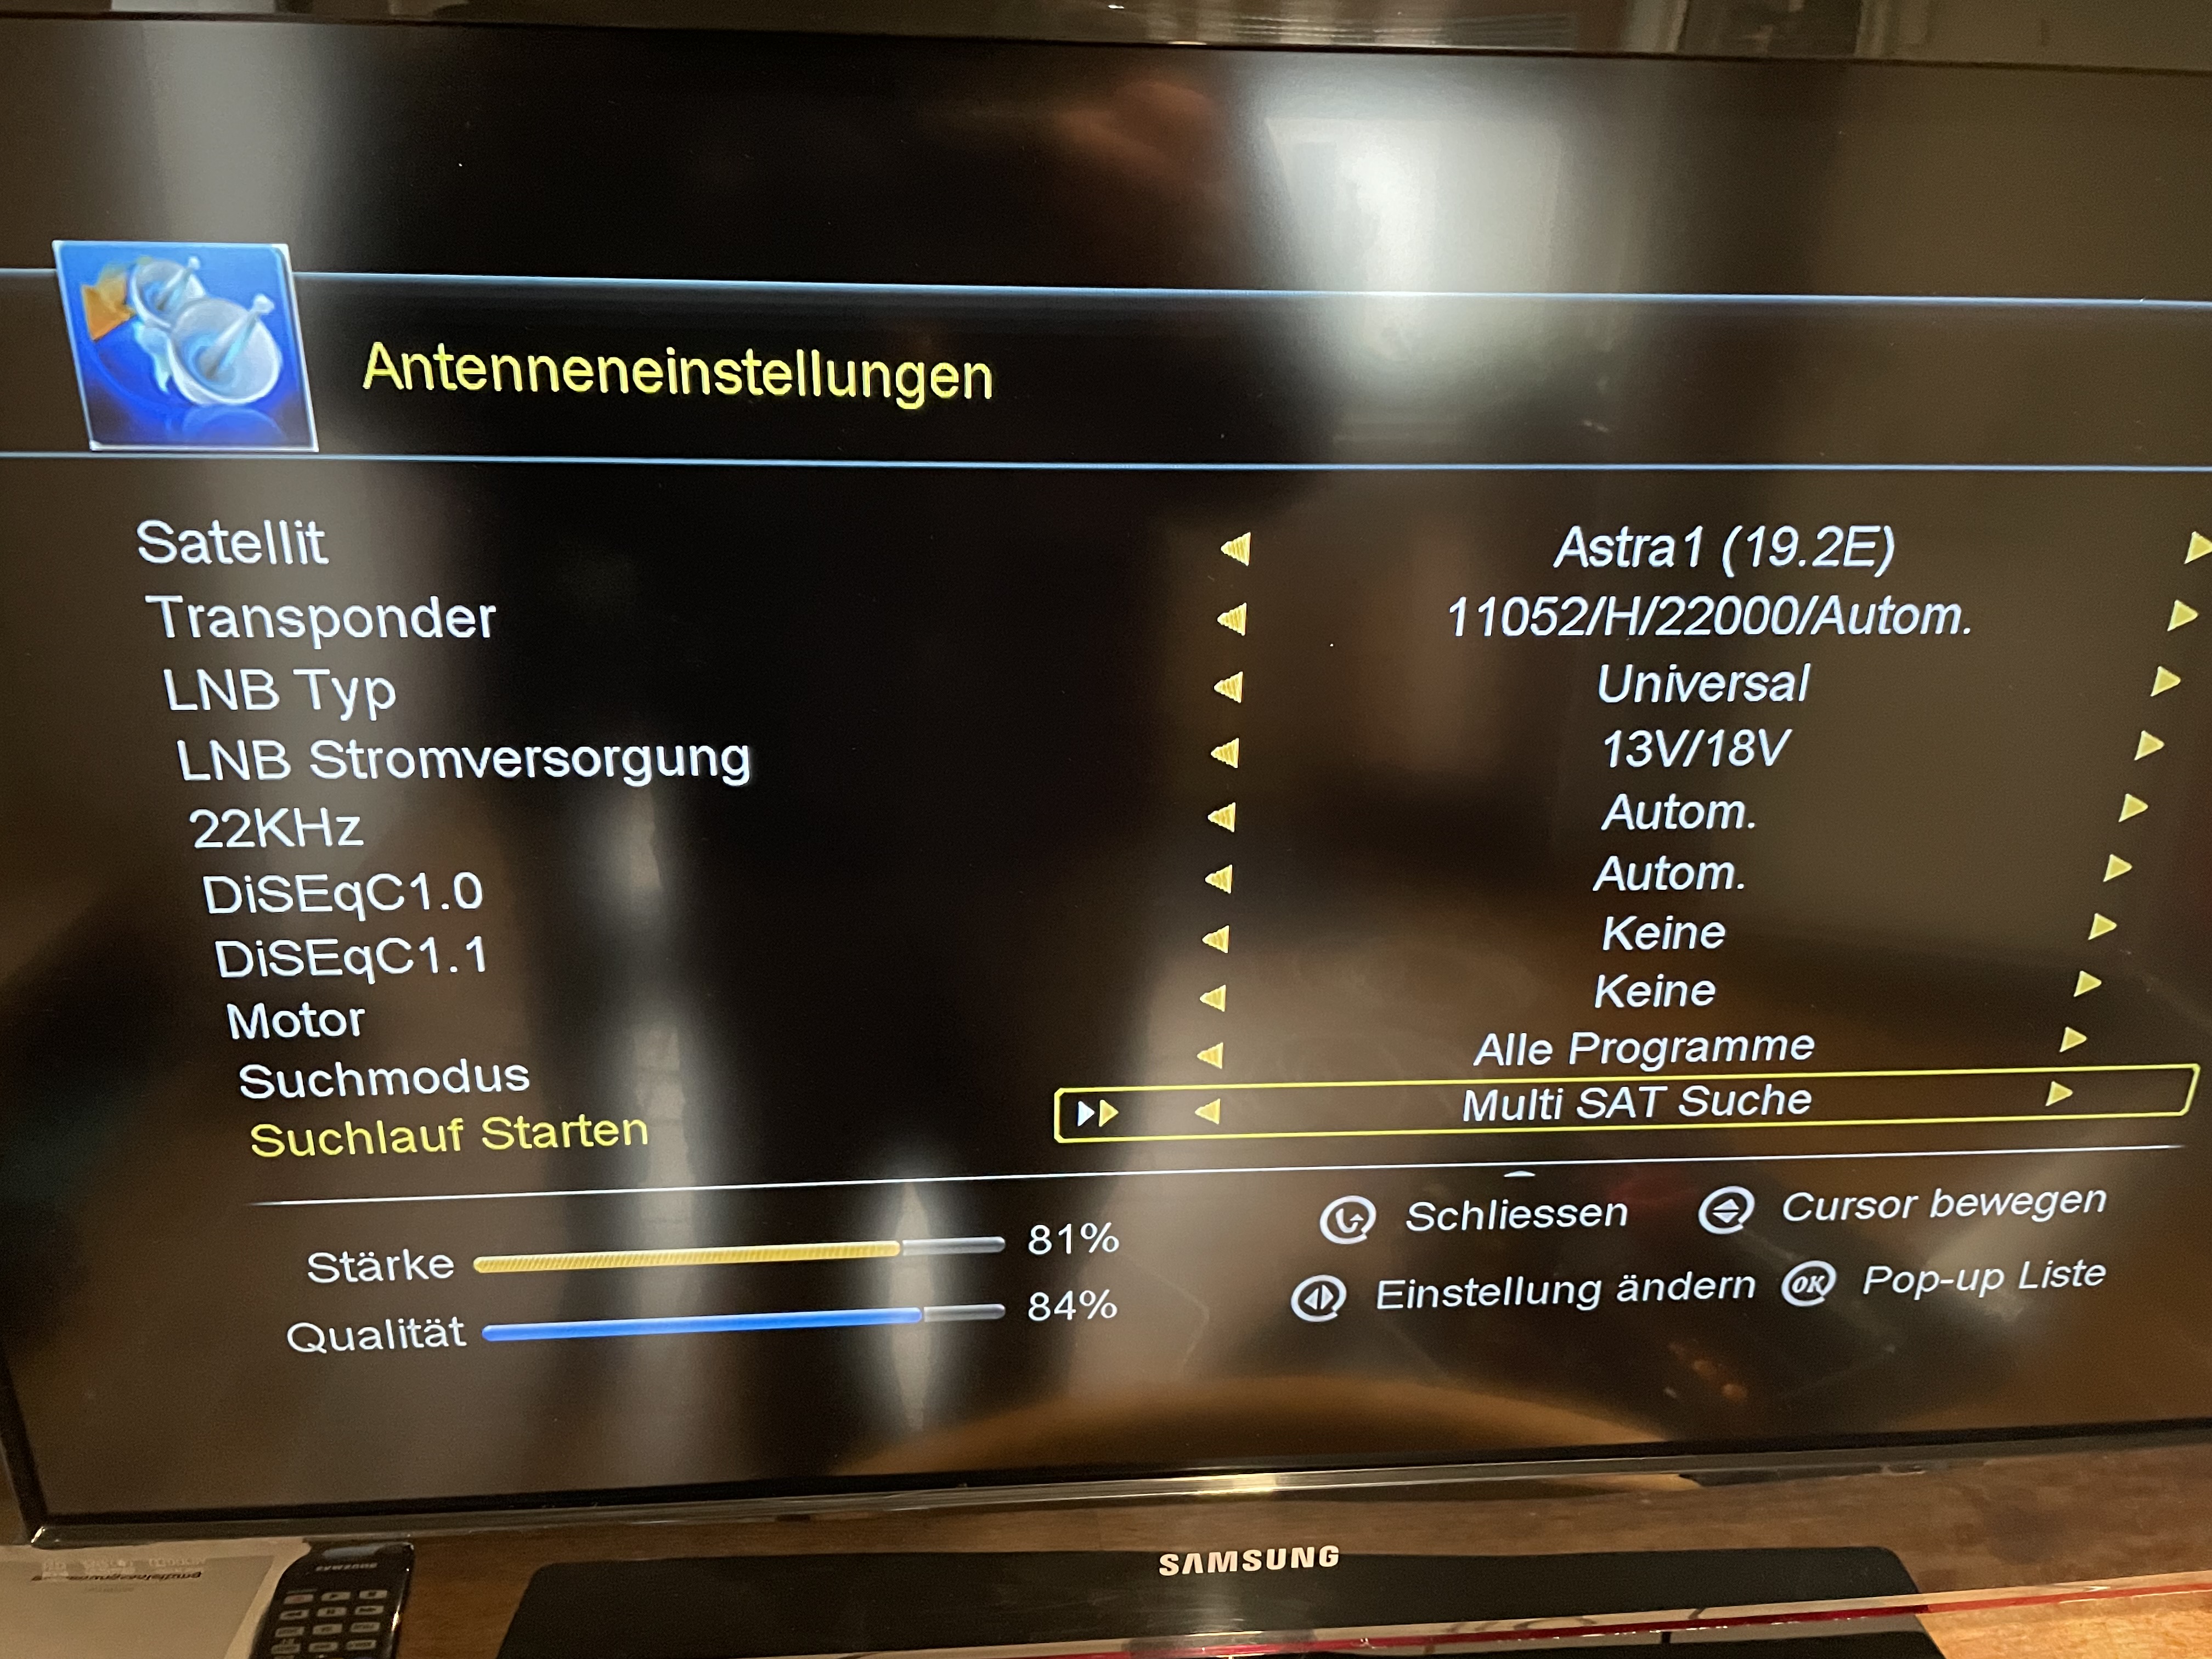 Antenneneinstellungen
Satellit Astra1 (19.2E)
Transponder 11052/H/22000/Autom.
LNB Typ Universal
LNB Stromversorgung 13V/18V
22KHz Autom.
DiSEqC1.0 Autom.
DiSEqC1.1 Keine
Motor Keine
Suchmodus Alle Programme
Suchlauf Starten Multi SAT Suche
Stärke 81%
Qualität 84%
Schliessen Cursor bewegen
Einstellung ändern OK Pop-up Liste
SAMSUNG